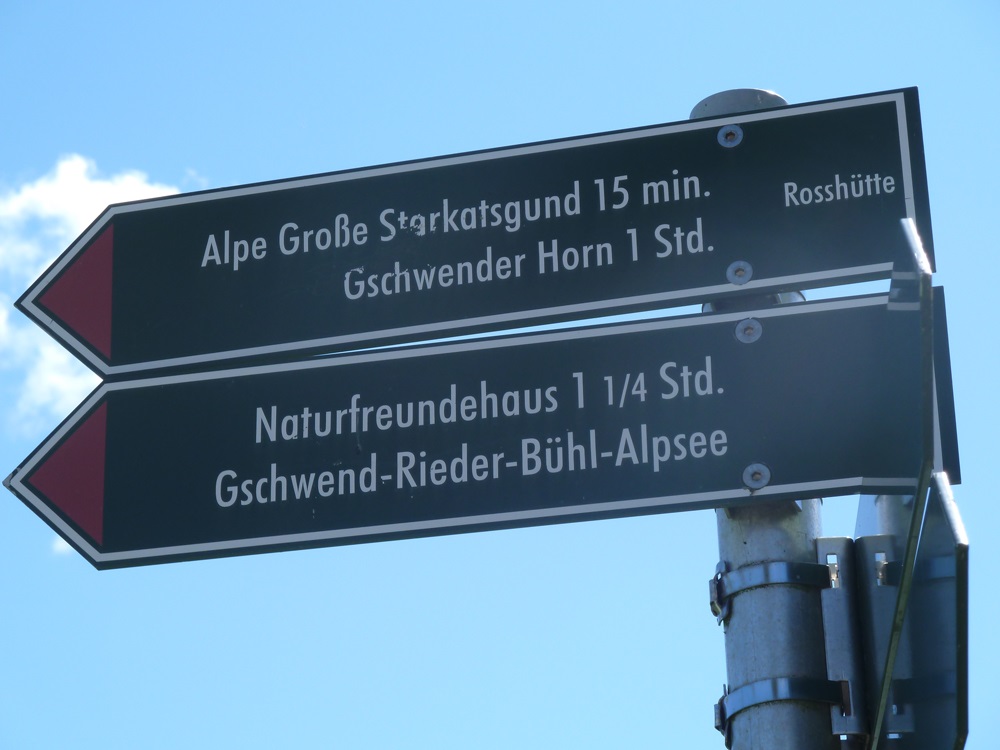 Alpe Große Starkatsgund 15 min.
Rosshütte
Gschwender Horn 1 Std.
Naturfreundehaus 1 1/4 Std.
Gschwend-Rieder-Bühl-Alpsee